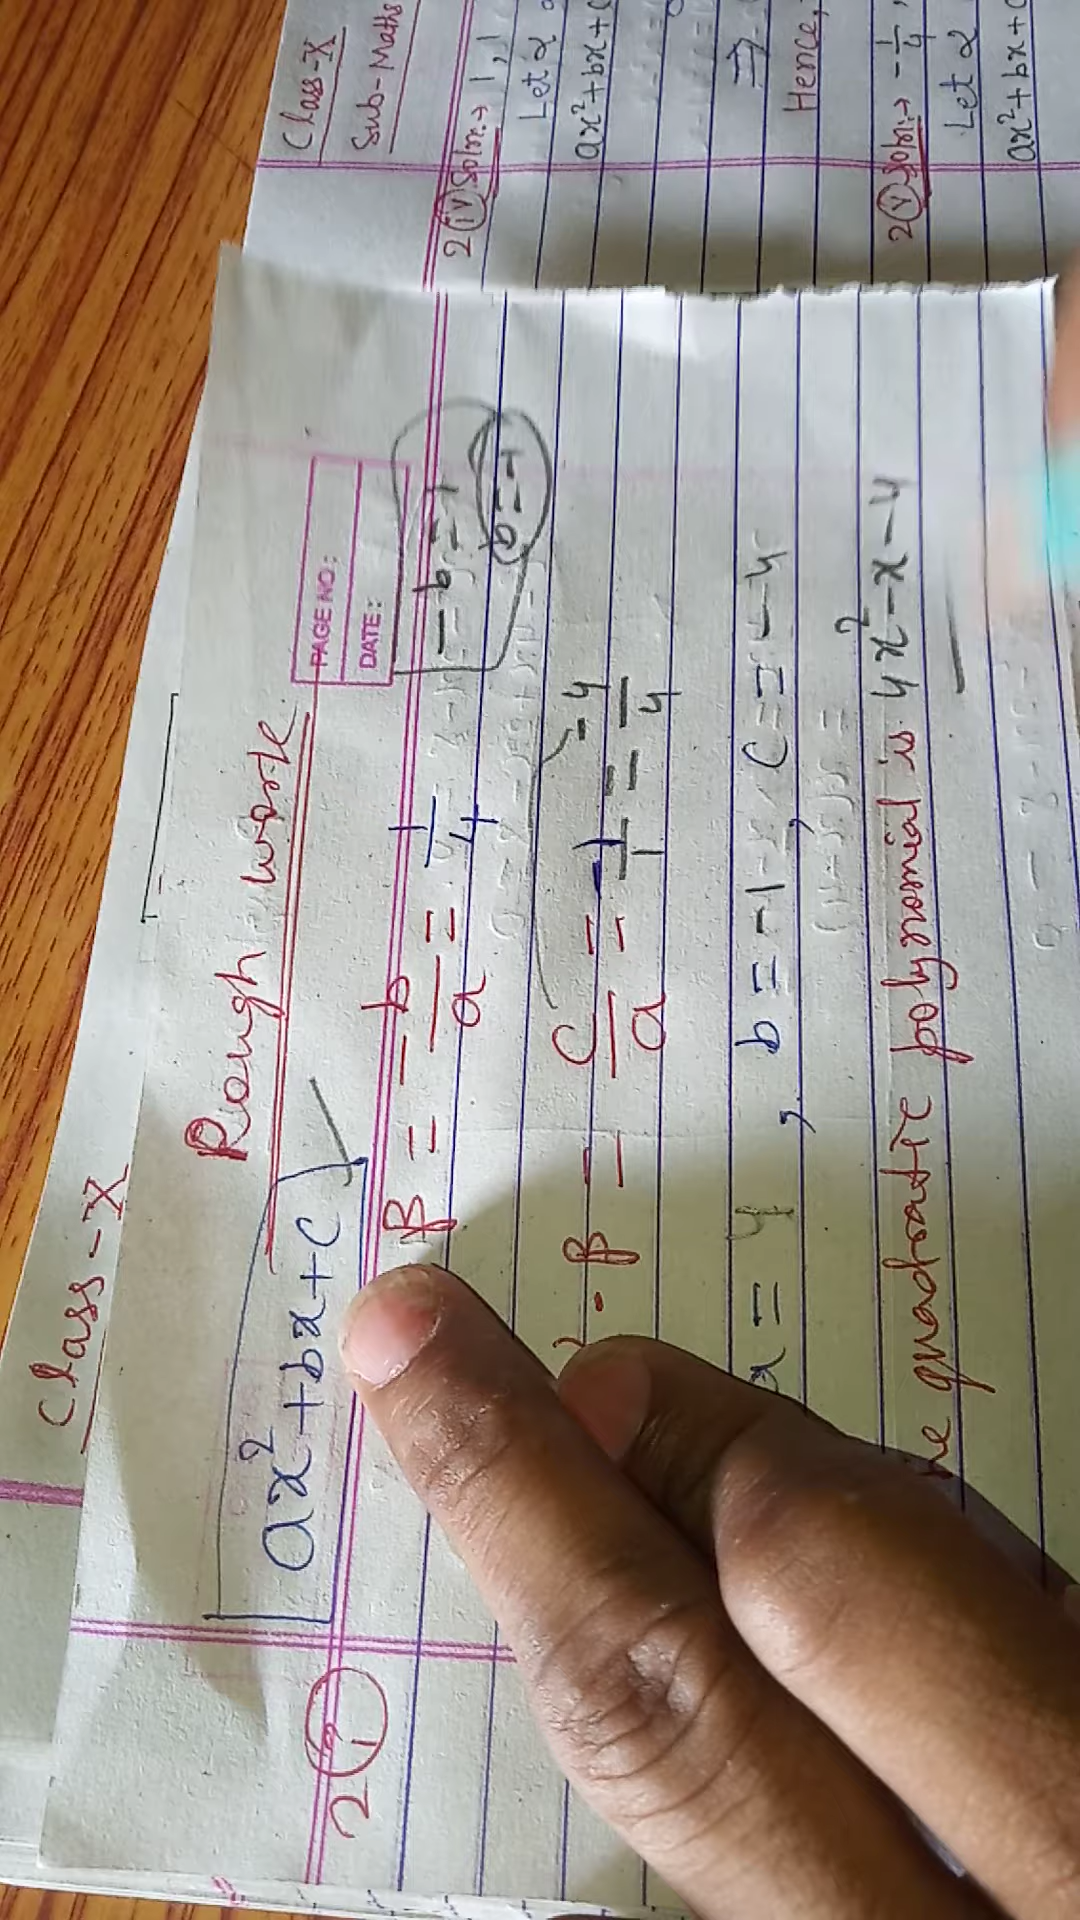 Class-X
Sub-Maths
2 (iv) Soln:→ 1, 1
Let α
ax²+bx+c
⇒
Hence,
2 (v) Soln:→ -1/4,
Let α
ax²+bx+c
Class-X
Rough work
PAGE NO:
DATE:
2 (i)
ax²+bx+c
β = -b/a = 1/4
-b=1
b=-1
. β = c/a = -1/1 = -4/4
a = 4, b=-1, c=-4
quadratic polynomial is 4x²-x-4